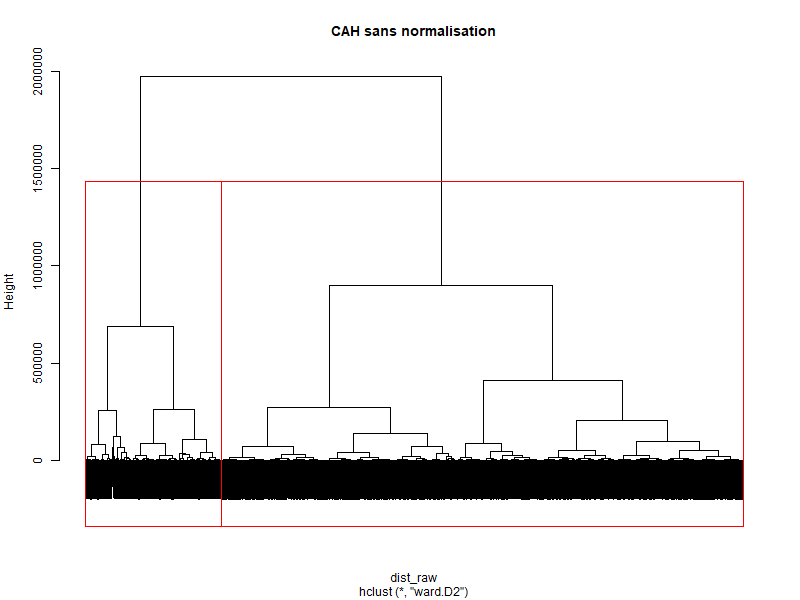 CAH sans normalisation
Height
2000000
1500000
1000000
500000
0
dist_raw
hclust (*, "ward.D2")